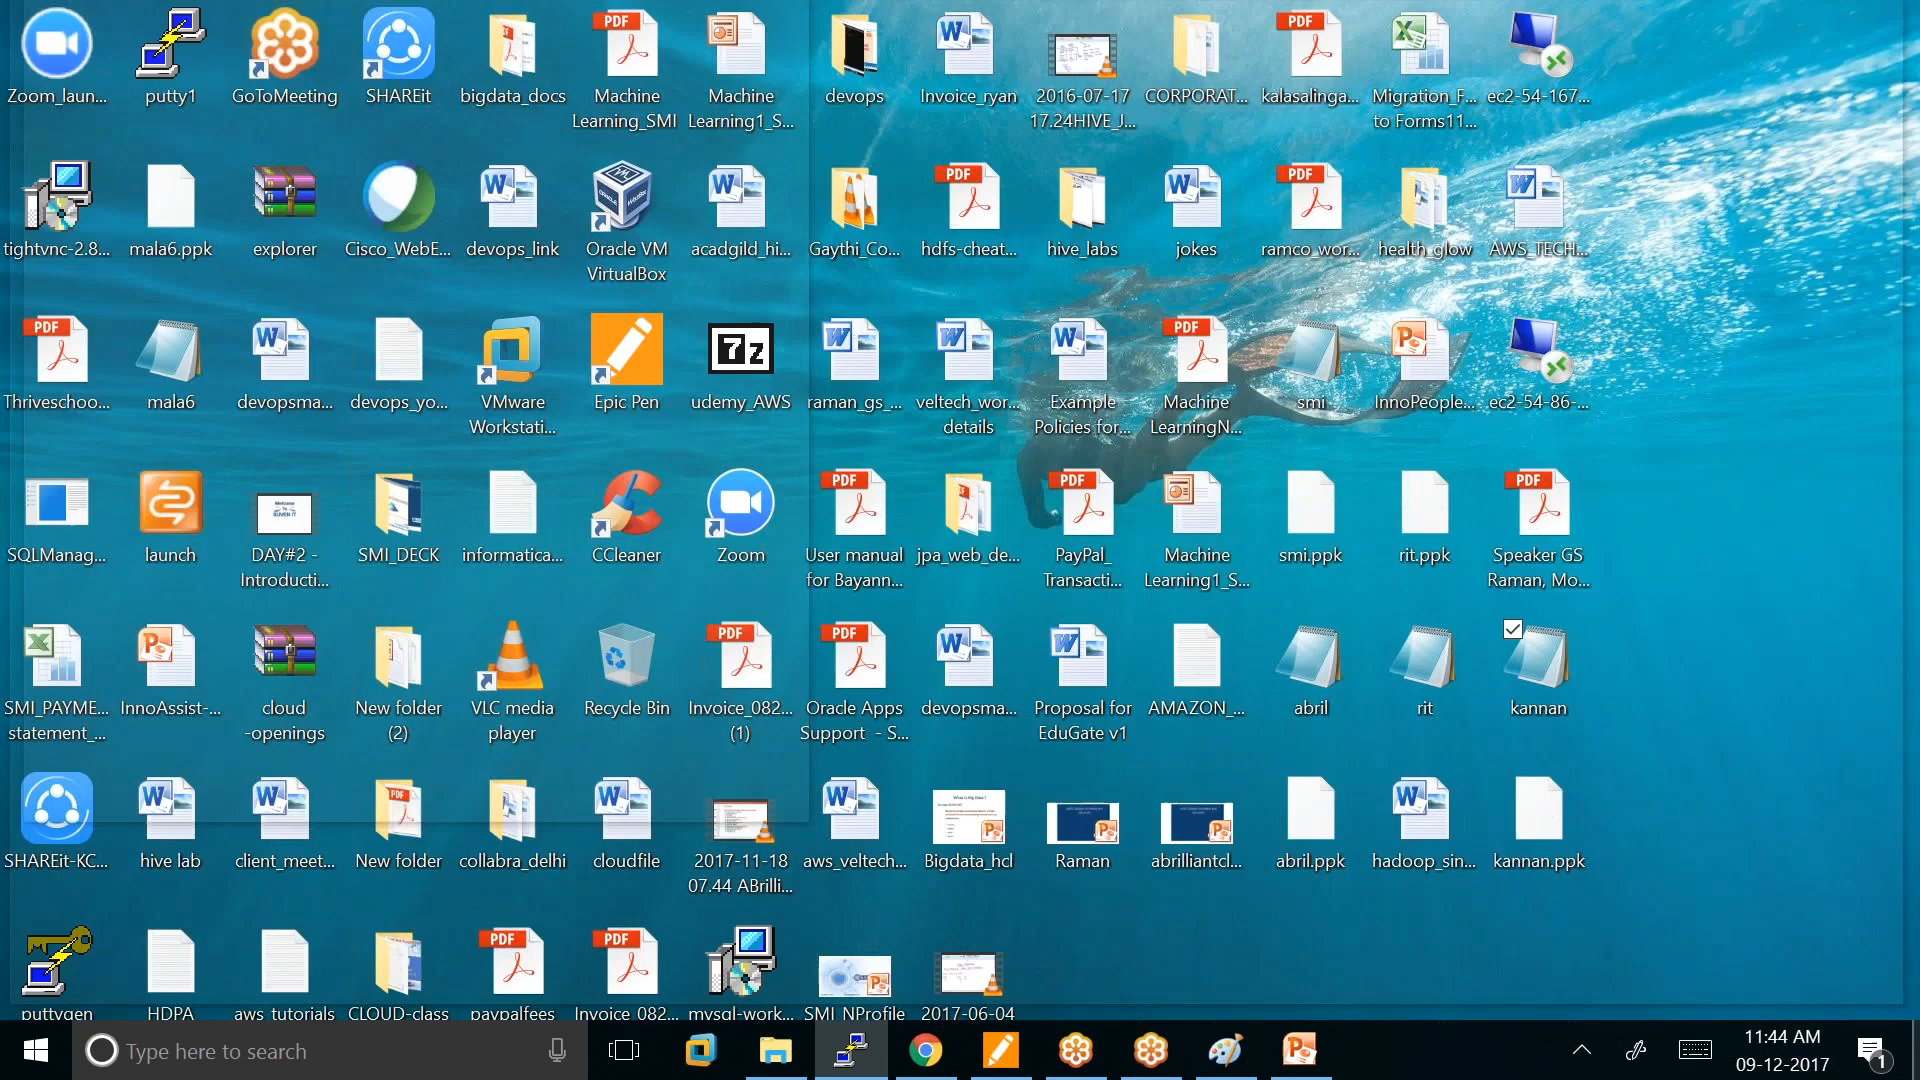 Zoom_laun...
putty1
GoToMeeting
SHAREit
bigdata_docs
Machine
Learning_SMI
Machine
Learning1_S...
devops
Invoice_ryan
2016-07-17
17.24HIVE_J...
CORPORAT...
kalasalinga...
Migration_F...
to Forms11...
ec2-54-167...
tightvnc-2.8...
mala6.ppk
explorer
Cisco_WebE...
devops_link
Oracle VM
VirtualBox
acadgild_hi...
Gaythi_Co...
hdfs-cheat...
hive_labs
jokes
ramco_wor...
health_glow
AWS_TECH...
Thriveschoo...
mala6
devopsma...
devops_yo...
VMware
Workstati...
Epic Pen
udemy_AWS
raman_gs_...
veltech_wor...
details
Example
Policies for...
Machine
LearningN...
smi
InnoPeople...
ec2-54-86-...
SQLManag...
launch
DAY#2 -
Introducti...
SMI_DECK
informatica...
CCleaner
Zoom
User manual
for Bayann...
jpa_web_de...
PayPal_
Transacti...
Machine
Learning1_S...
smi.ppk
rit.ppk
Speaker GS
Raman, Mo...
SMI_PAYME...
statement_...
InnoAssist-...
cloud
-openings
New folder
(2)
VLC media
player
Recycle Bin
Invoice_082...
(1)
Oracle Apps
Support - S...
devopsma...
Proposal for
EduGate v1
AMAZON_...
abril
rit
kannan
SHAREit-KC...
hive lab
client_meet...
New folder
collabra_delhi
cloudfile
2017-11-18
07.44 ABrilli...
aws_veltech...
Bigdata_hcl
Raman
abrilliantcl...
abril.ppk
hadoop_sin...
kannan.ppk
puttygen
HDPA
aws_tutorials
CLOUD-class
paypalfees
Invoice_082...
mysql-work...
SMI_NProfile
2017-06-04
Type here to search
11:44 AM
09-12-2017
1